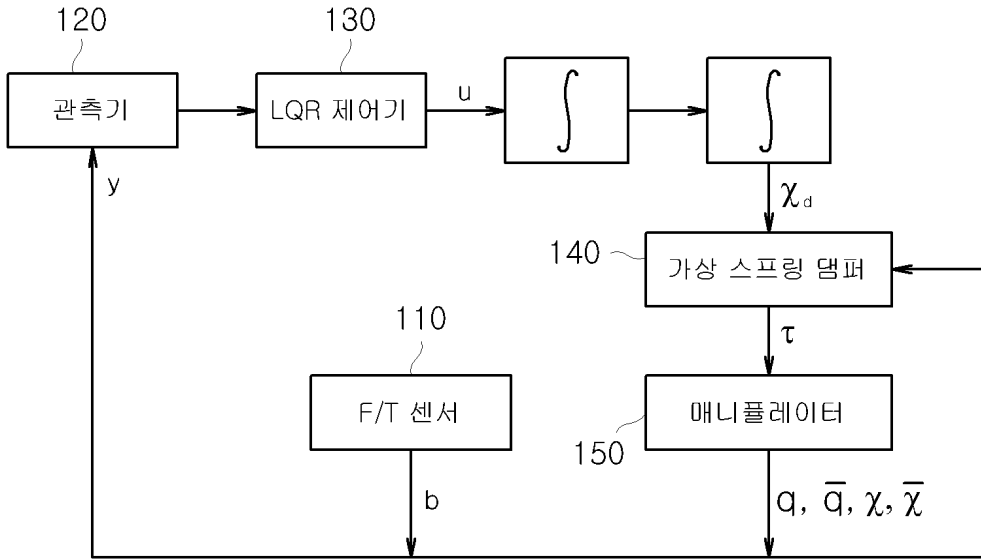 120
130
관측기
LQR 제어기
u
∫
∫
y
χd
140
가상 스프링 댐퍼
110
τ
F/T 센서
매니퓰레이터
150
b
q, q̅, χ, χ̅